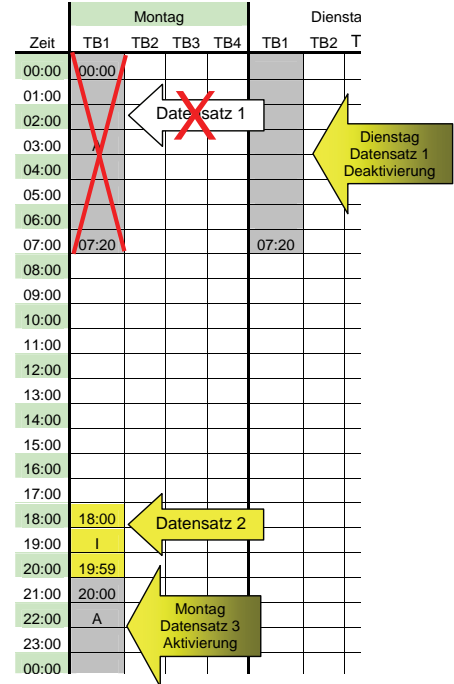 Montag Diensta
Zeit TB1 TB2 TB3 TB4 TB1 TB2 T
00:00 00:00
01:00
Datensatz 1
02:00
03:00 A
Dienstag
Datensatz 1
Deaktivierung
04:00
05:00
06:00
07:00 07:20 07:20
08:00
09:00
10:00
11:00
12:00
13:00
14:00
15:00
16:00
17:00
18:00 18:00 Datensatz 2
19:00 I
20:00 19:59
21:00 20:00
22:00 A
Montag
Datensatz 3
Aktivierung
23:00
00:00